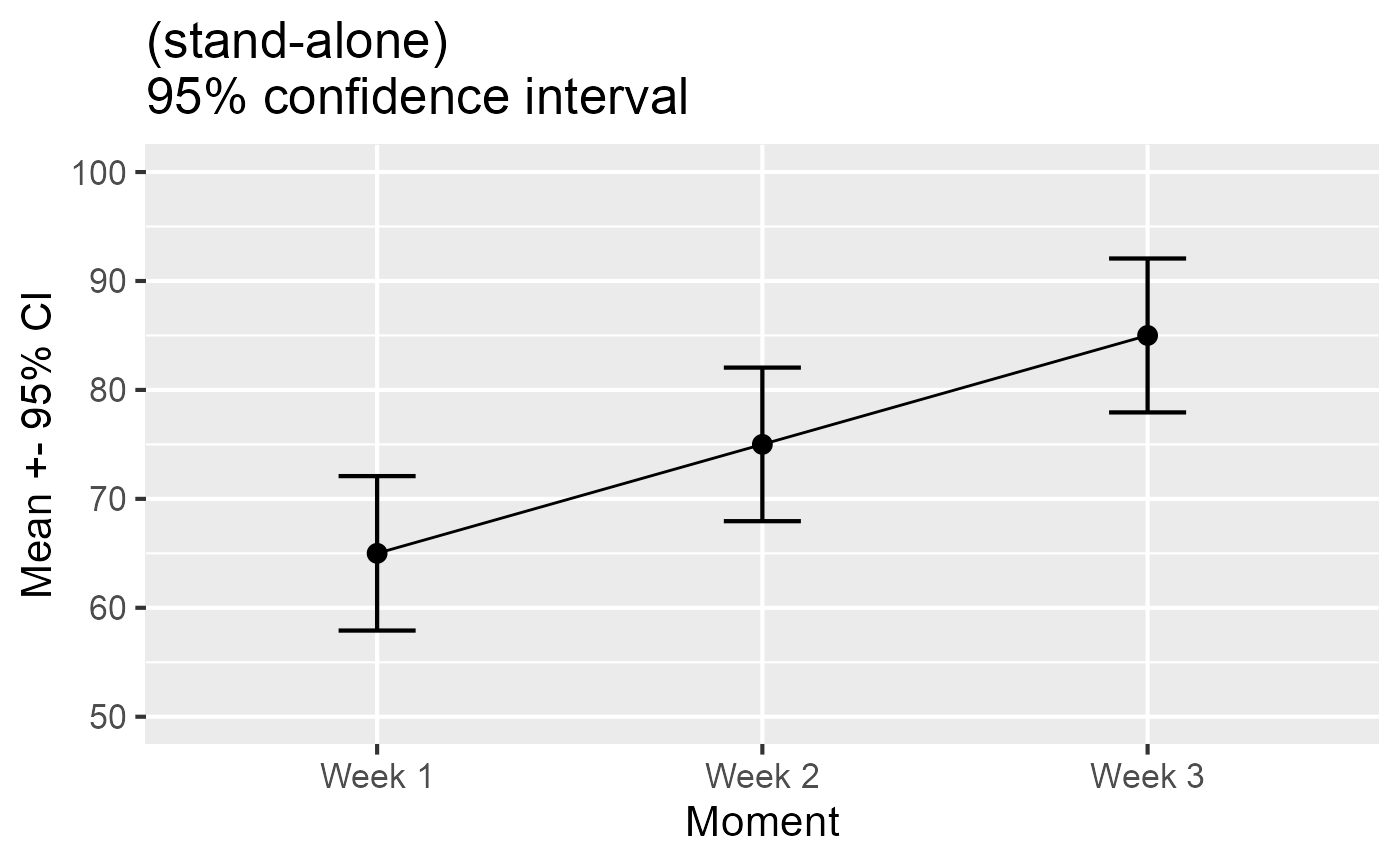 (stand-alone)
95% confidence interval
100
90
80
70
60
50
Mean +- 95% CI
Week 1
Week 2
Week 3
Moment